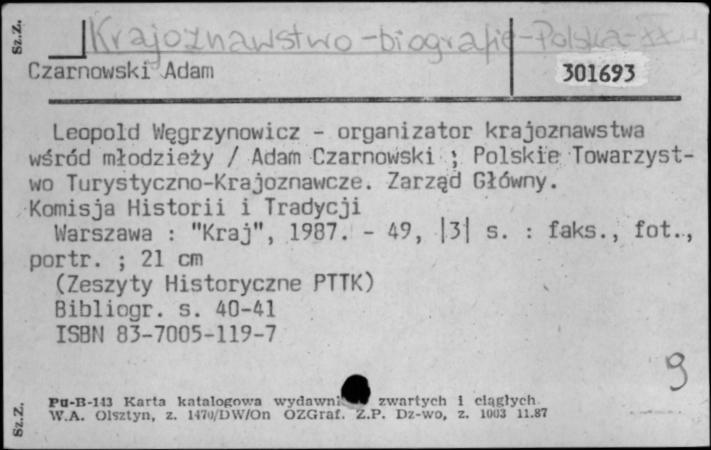 Sz.Z.
Krajoznawstwo - biografie - Polska - XX w.
Czarnowski Adam
301693
Leopold Węgrzynowicz - organizator krajoznawstwa
wśród młodzieży / Adam Czarnowski ; Polskie Towarzyst-
wo Turystyczno-Krajoznawcze. Zarząd Główny.
Komisja Historii i Tradycji
Warszawa : "Kraj", 1987. - 49, |3| s. : faks., fot.,
portr. ; 21 cm
(Zeszyty Historyczne PTTK)
Bibliogr. s. 40-41
ISBN 83-7005-119-7
9
Pu-B-143 Karta katalogowa zwartych i ciągłych
W.A. Olsztyn, z. 1470/DW/On OZGraf. Z.P. Dz-wo, z. 1003 11.87
Sz.Z.